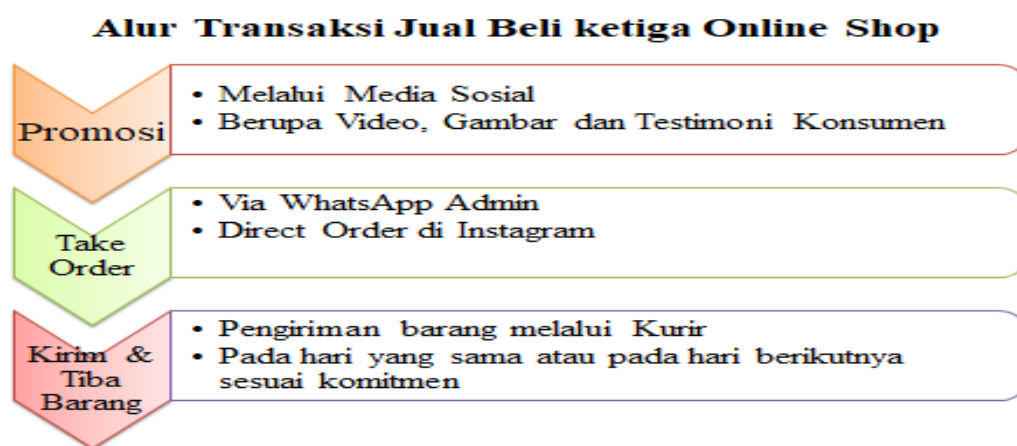 Alur Transaksi Jual Beli ketiga Online Shop
Promosi
• Melalui Media Sosial
• Berupa Video, Gambar dan Testimoni Konsumen
Take
Order
• Via WhatsApp Admin
• Direct Order di Instagram
Kirim &
Tiba
Barang
• Pengiriman barang melalui Kurir
• Pada hari yang sama atau pada hari berikutnya
sesuai komitmen